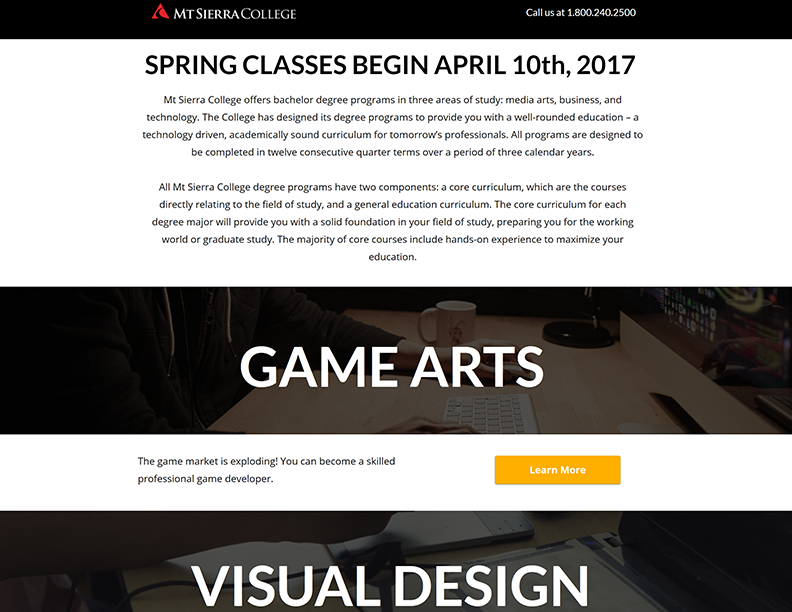 MT SIERRA COLLEGE
Call us at 1.800.240.2500
SPRING CLASSES BEGIN APRIL 10th, 2017
Mt Sierra College offers bachelor degree programs in three areas of study: media arts, business, and
technology. The College has designed its degree programs to provide you with a well-rounded education – a
technology driven, academically sound curriculum for tomorrow's professionals. All programs are designed to
be completed in twelve consecutive quarter terms over a period of three calendar years.
All Mt Sierra College degree programs have two components: a core curriculum, which are the courses
directly relating to the field of study, and a general education curriculum. The core curriculum for each
degree major will provide you with a solid foundation in your field of study, preparing you for the working
world or graduate study. The majority of core courses include hands-on experience to maximize your
education.
GAME ARTS
The game market is exploding! You can become a skilled
professional game developer.
Learn More
VISUAL DESIGN